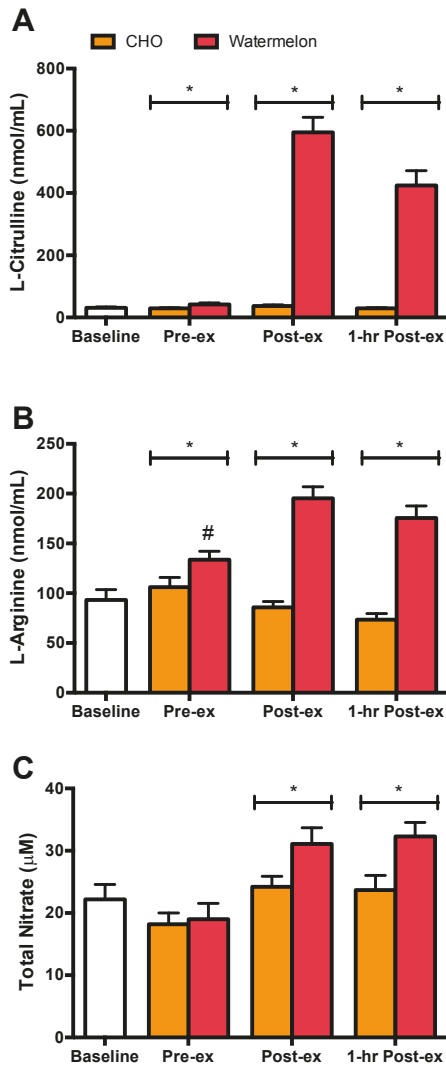 A
CHO Watermelon
L-Citrulline (nmol/mL)
800
600
400
200
0
* * *
Baseline Pre-ex Post-ex 1-hr Post-ex
B
L-Arginine (nmol/mL)
250
200
150
100
50
0
* * *
#
Baseline Pre-ex Post-ex 1-hr Post-ex
C
Total Nitrate (μM)
40
30
20
10
0
* *
Baseline Pre-ex Post-ex 1-hr Post-ex